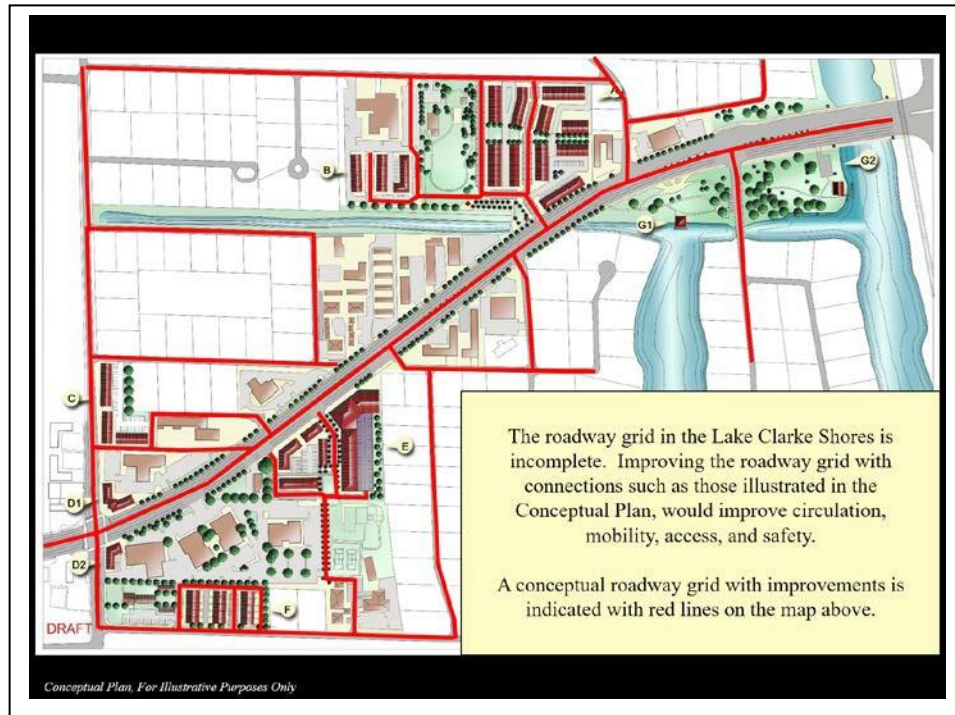 A
B
G2
G1
C
E
D1
D2
F
DRAFT
The roadway grid in the Lake Clarke Shores is
incomplete.  Improving the roadway grid with
connections such as those illustrated in the
Conceptual Plan, would improve circulation,
mobility, access, and safety.
A conceptual roadway grid with improvements is
indicated with red lines on the map above.
Conceptual Plan, For Illustrative Purposes Only